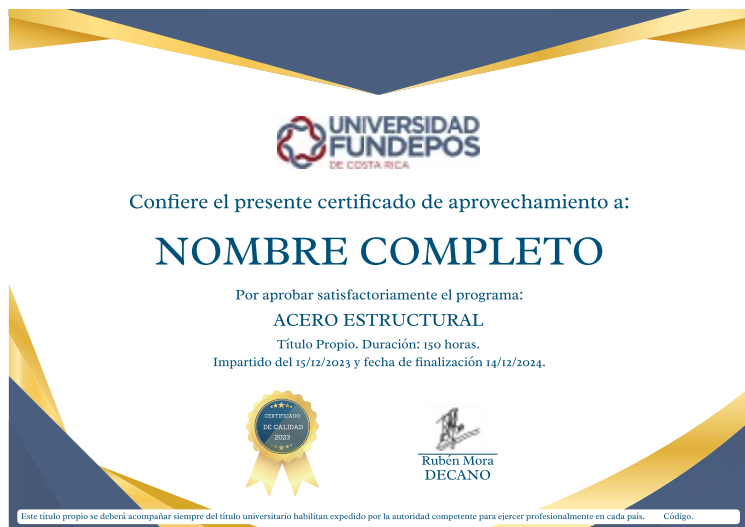 UNIVERSIDAD
FUNDEPOS
DE COSTA RICA
Confiere el presente certificado de aprovechamiento a:
NOMBRE COMPLETO
Por aprobar satisfactoriamente el programa:
ACERO ESTRUCTURAL
Título Propio. Duración: 150 horas.
Impartido del 15/12/2023 y fecha de finalización 14/12/2024.
CERTIFICADO
DE CALIDAD
2023
Rubén Mora
DECANO
Este título propio se deberá acompañar siempre del título universitario habilitan expedido por la autoridad competente para ejercer profesionalmente en cada país. Código.